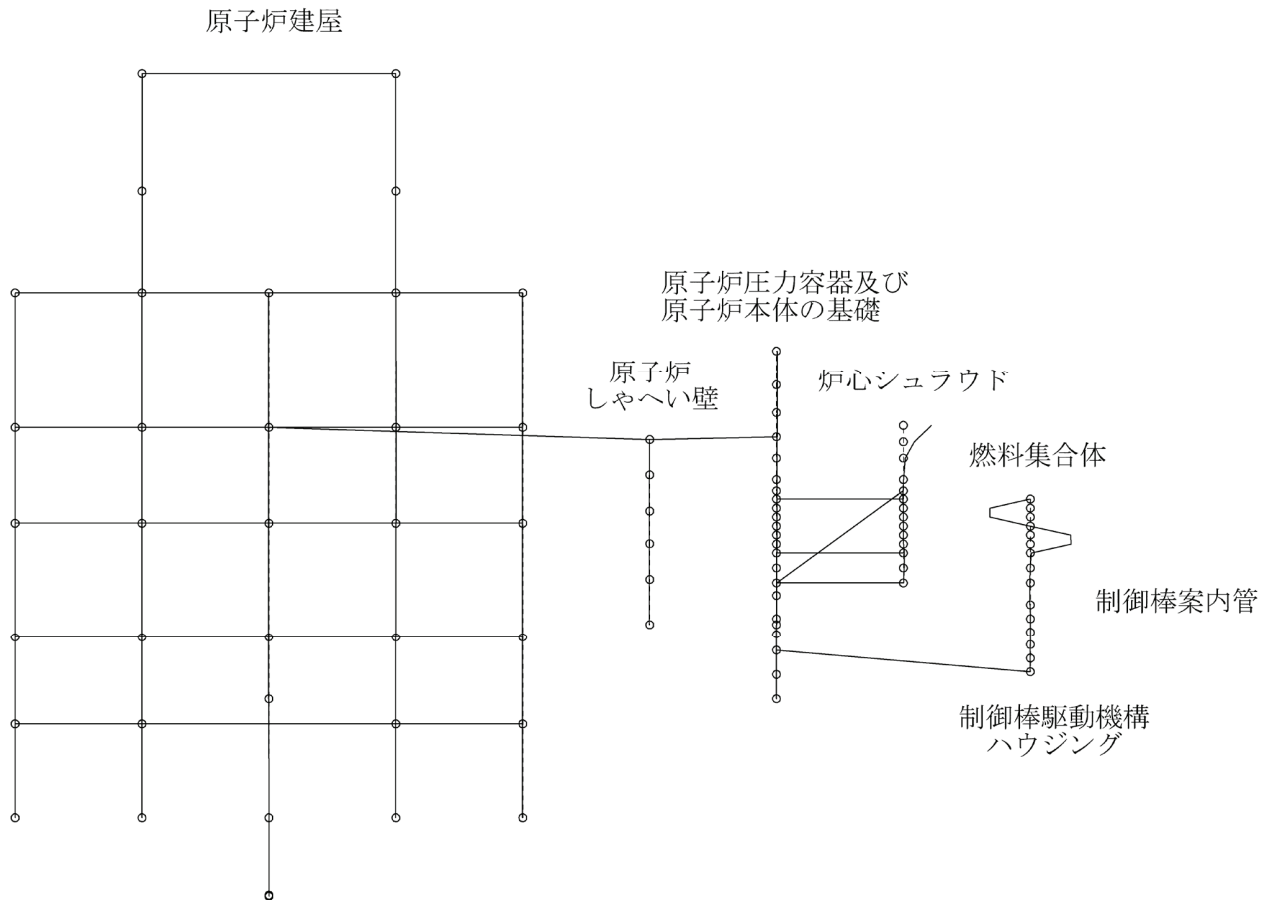 原子炉建屋
原子炉圧力容器及び
原子炉本体の基礎
原子炉
しゃへい壁
炉心シュラウド
燃料集合体
制御棒案内管
制御棒駆動機構
ハウジング